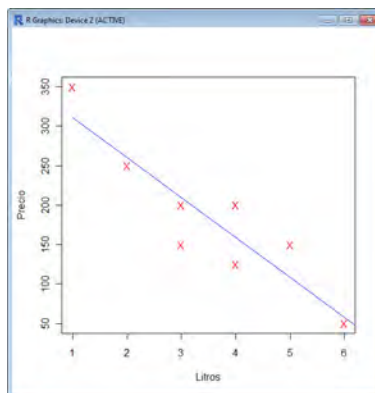 R Graphics: Device 2 (ACTIVE)
350
300
250
200
150
100
50
Precio
X
X
X
X
X
X
X
X
1 2 3 4 5 6
Litros